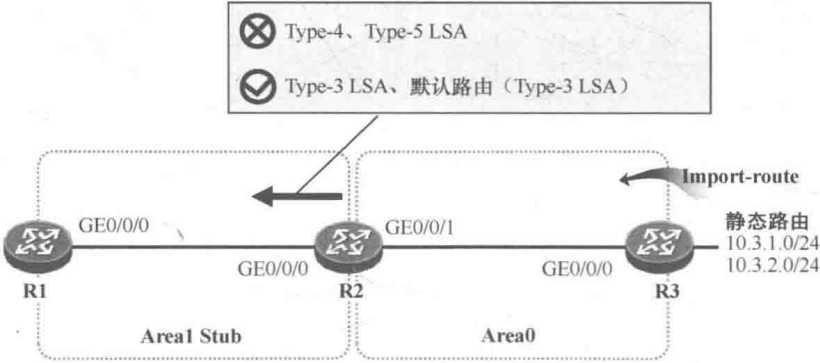 Type-4、Type-5 LSA
Type-3 LSA、默认路由（Type-3 LSA）
Import-route
GE0/0/0
GE0/0/1
静态路由
10.3.1.0/24
10.3.2.0/24
GE0/0/0
GE0/0/0
R1
R2
R3
Area1 Stub
Area0